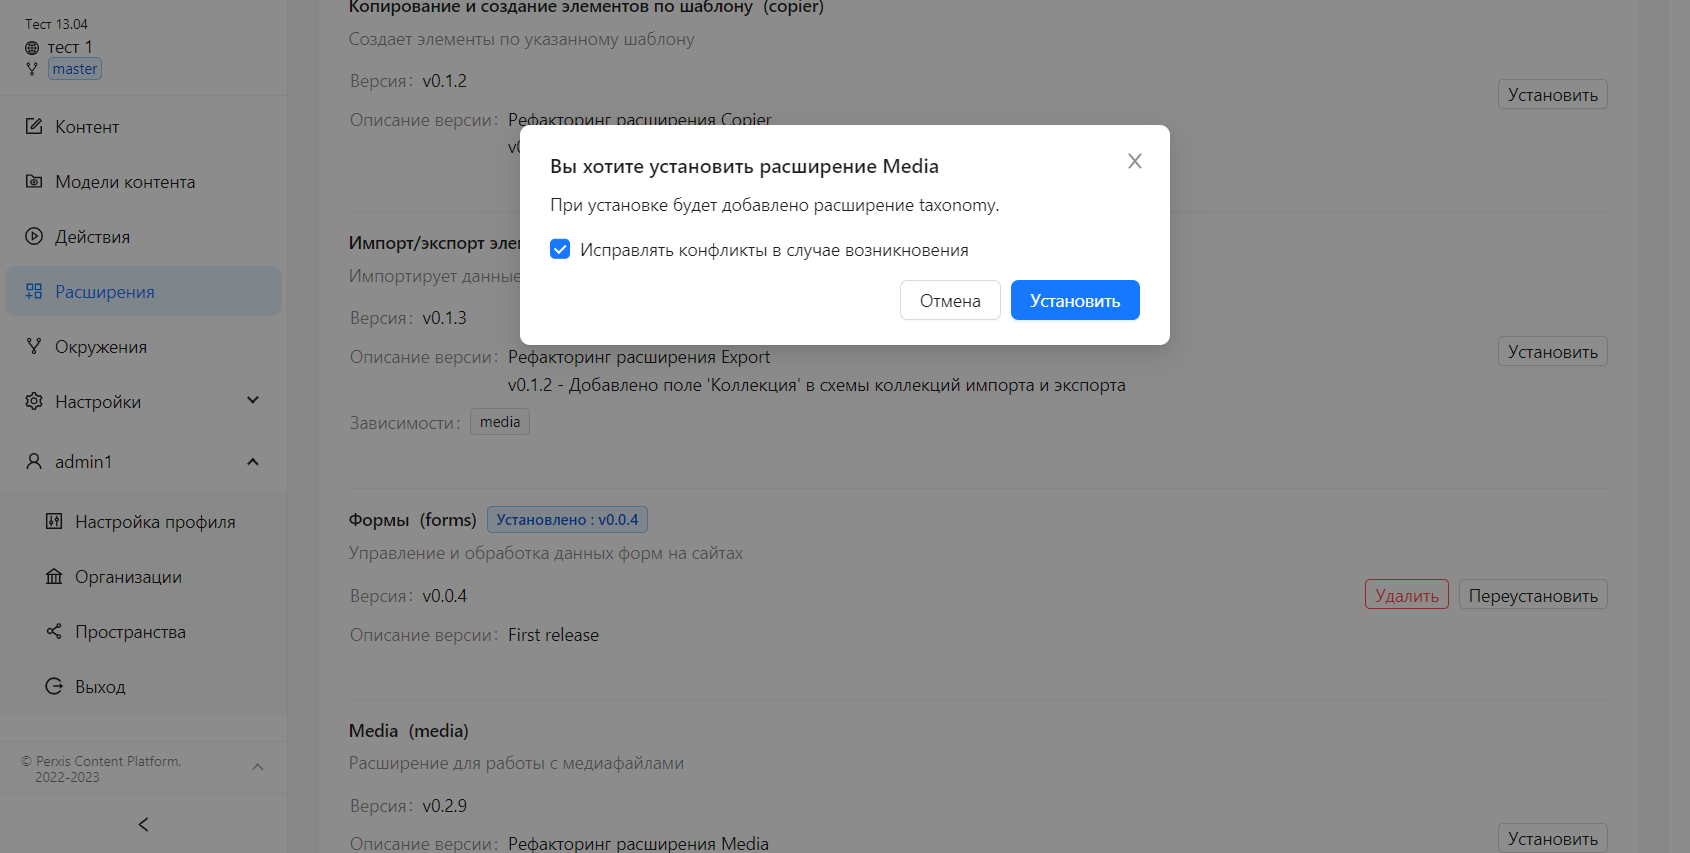 Тест 13.04
тест 1
master
Контент
Модели контента
Действия
Расширения
Окружения
Настройки
admin1
Настройка профиля
Организации
Пространства
Выход
© Perxis Content Platform,
2022-2023
Копирование и создание элементов по шаблону (copier)
Создает элементы по указанному шаблону
Версия: v0.1.2
Установить
Описание версии: Рефакторинг расширения Copier
Вы хотите установить расширение Media
При установке будет добавлено расширение taxonomy.
Исправлять конфликты в случае возникновения
Отмена
Установить
Импорт/экспорт
Импортирует данные
Версия: v0.1.3
Установить
Описание версии: Рефакторинг расширения Export
v0.1.2 - Добавлено поле 'Коллекция' в схемы коллекций импорта и экспорта
Зависимости: media
Формы (forms) Установлено : v0.0.4
Управление и обработка данных форм на сайтах
Версия: v0.0.4
Удалить Переустановить
Описание версии: First release
Media (media)
Расширение для работы с медиафайлами
Версия: v0.2.9
Установить
Описание версии: Рефакторинг расширения Media